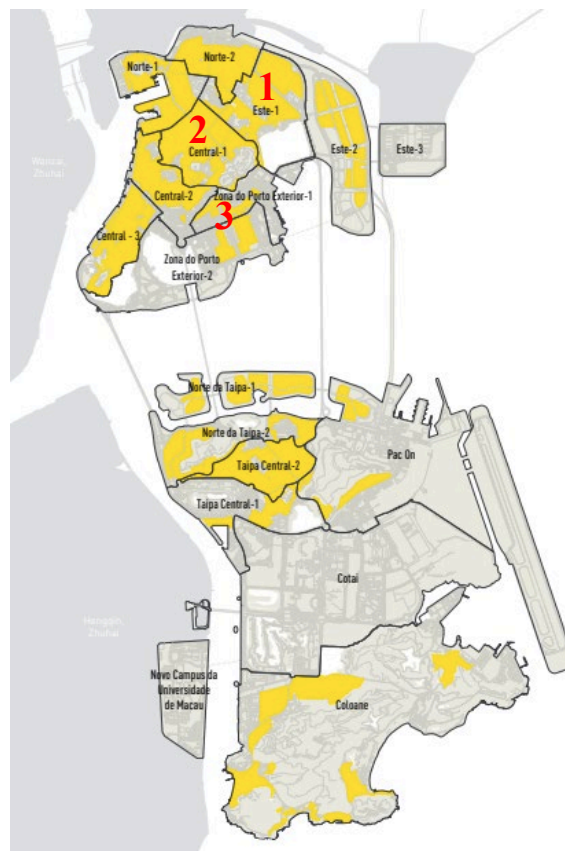 Norte-2
Norte-1
1
Este-1
2
Central-1
Este-2
Este-3
Wanzai,
Zhuhai
Central-2
Zona do Porto Exterior-1
3
Central - 3
Zona do Porto
Exterior-2
Norte da Taipa-1
Norte da Taipa-2
Pac On
Taipa Central-2
Taipa Central-1
Cotai
Hengqin,
Zhuhai
Novo Campus da
Universidade
de Macau
Coloane